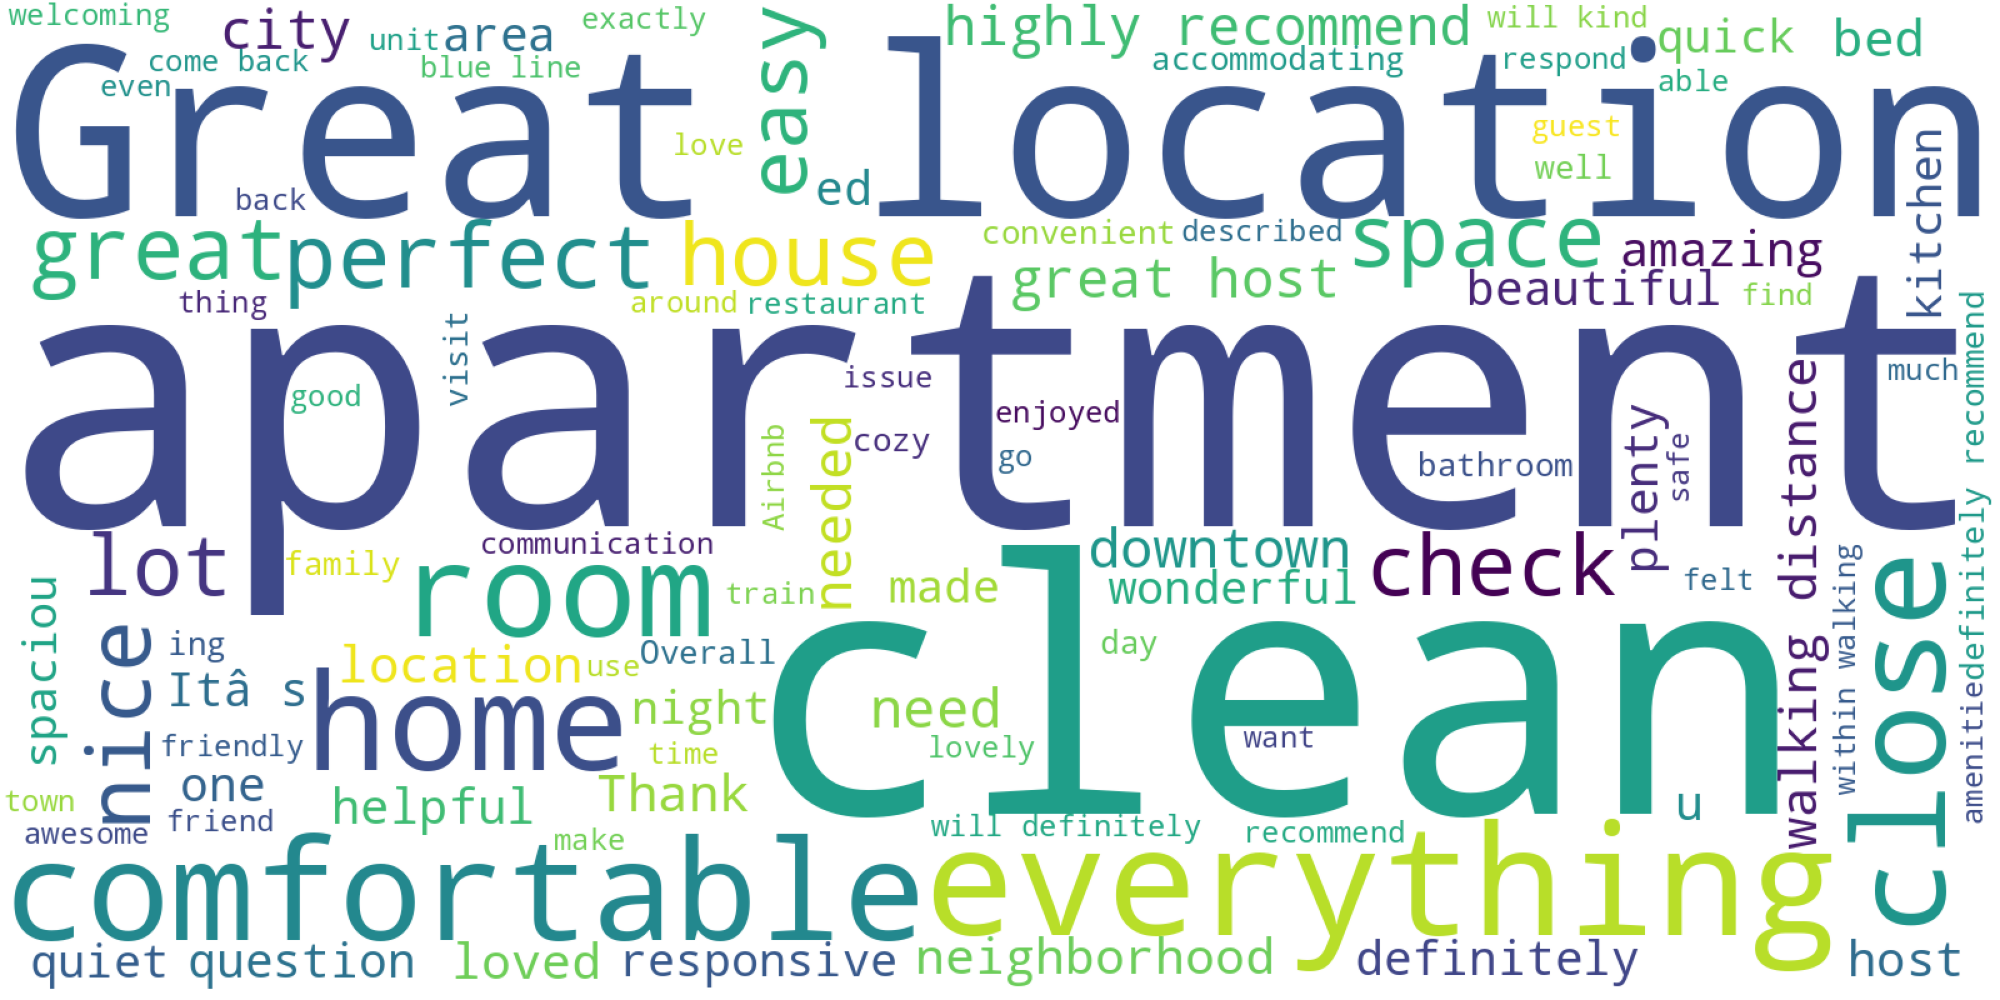 welcoming
city
unit
area
exactly
easy
highly recommend
will kind
quick
bed
come back
blue line
accommodating
respond
able
even
Great location
love
guest
well
kitchen
back
ed
great
perfect
house
convenient
described
space
amazing
great host
beautiful
find
thing
around
restaurant
visit
apartment
good
issue
enjoyed
much
definitely recommend
cozy
go
Airbnb
needed
bathroom
plenty
safe
walking distance
lot
family
communication
room
train
made
downtown
wonderful
check
felt
close
within walking
spaciou
nice
ing
location
use
Overall
clean
day
Itâ s
home
night
need
lovely
want
friendly
time
amenitie
town
one
helpful
Thank
u
awesome
friend
make
will definitely
recommend
comfortable
everything
quiet
question
loved
responsive
neighborhood
definitely
host